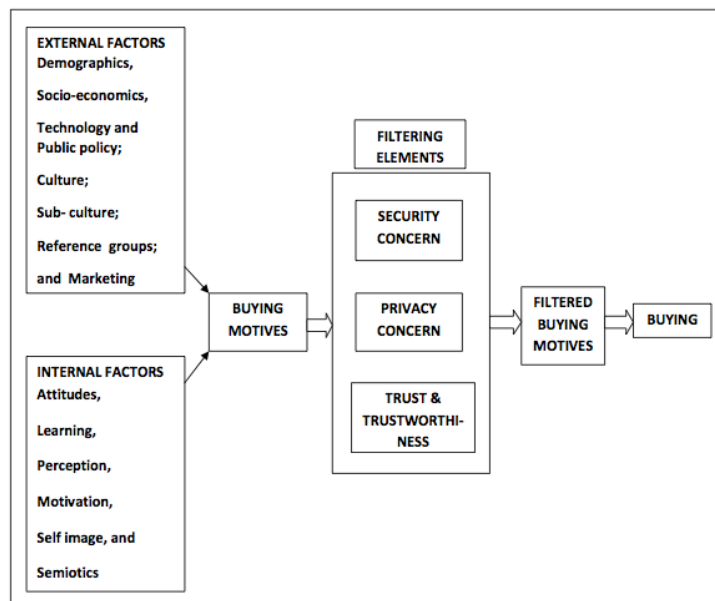 EXTERNAL FACTORS
Demographics,
Socio-economics,
Technology and
Public policy;
Culture;
Sub- culture;
Reference groups;
and Marketing
INTERNAL FACTORS
Attitudes,
Learning,
Perception,
Motivation,
Self image, and
Semiotics
BUYING
MOTIVES
FILTERING
ELEMENTS
SECURITY
CONCERN
PRIVACY
CONCERN
TRUST &
TRUSTWORTHI-
NESS
FILTERED
BUYING
MOTIVES
BUYING